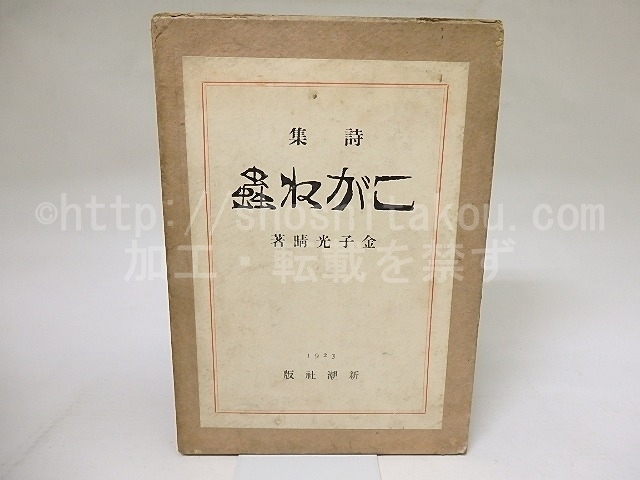 詩集
こがね蟲
金子光晴著
1923
新潮社版
©http://shoshitakou.com
加工・転載を禁ず